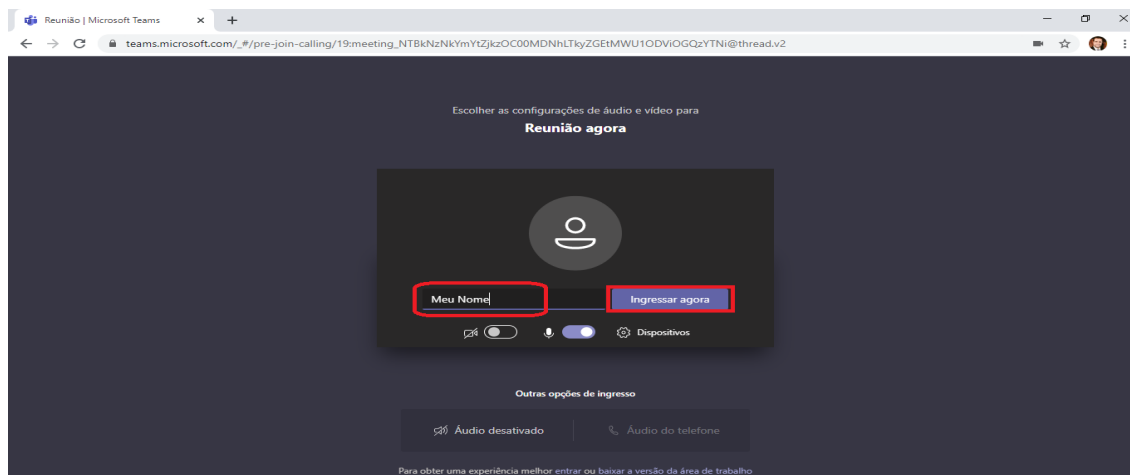 Reunião | Microsoft Teams
teams.microsoft.com/_#/pre-join-calling/19:meeting_NTBkNzNkYmYtZjkzOC00MDNhLTkyZGEtMWU1ODViOGQzYTNi@thread.v2
Escolher as configurações de áudio e vídeo para
Reunião agora
Meu Nome
Ingressar agora
Dispositivos
Outras opções de ingresso
Áudio desativado
Áudio do telefone
Para obter uma experiência melhor entrar ou baixar a versão da área de trabalho